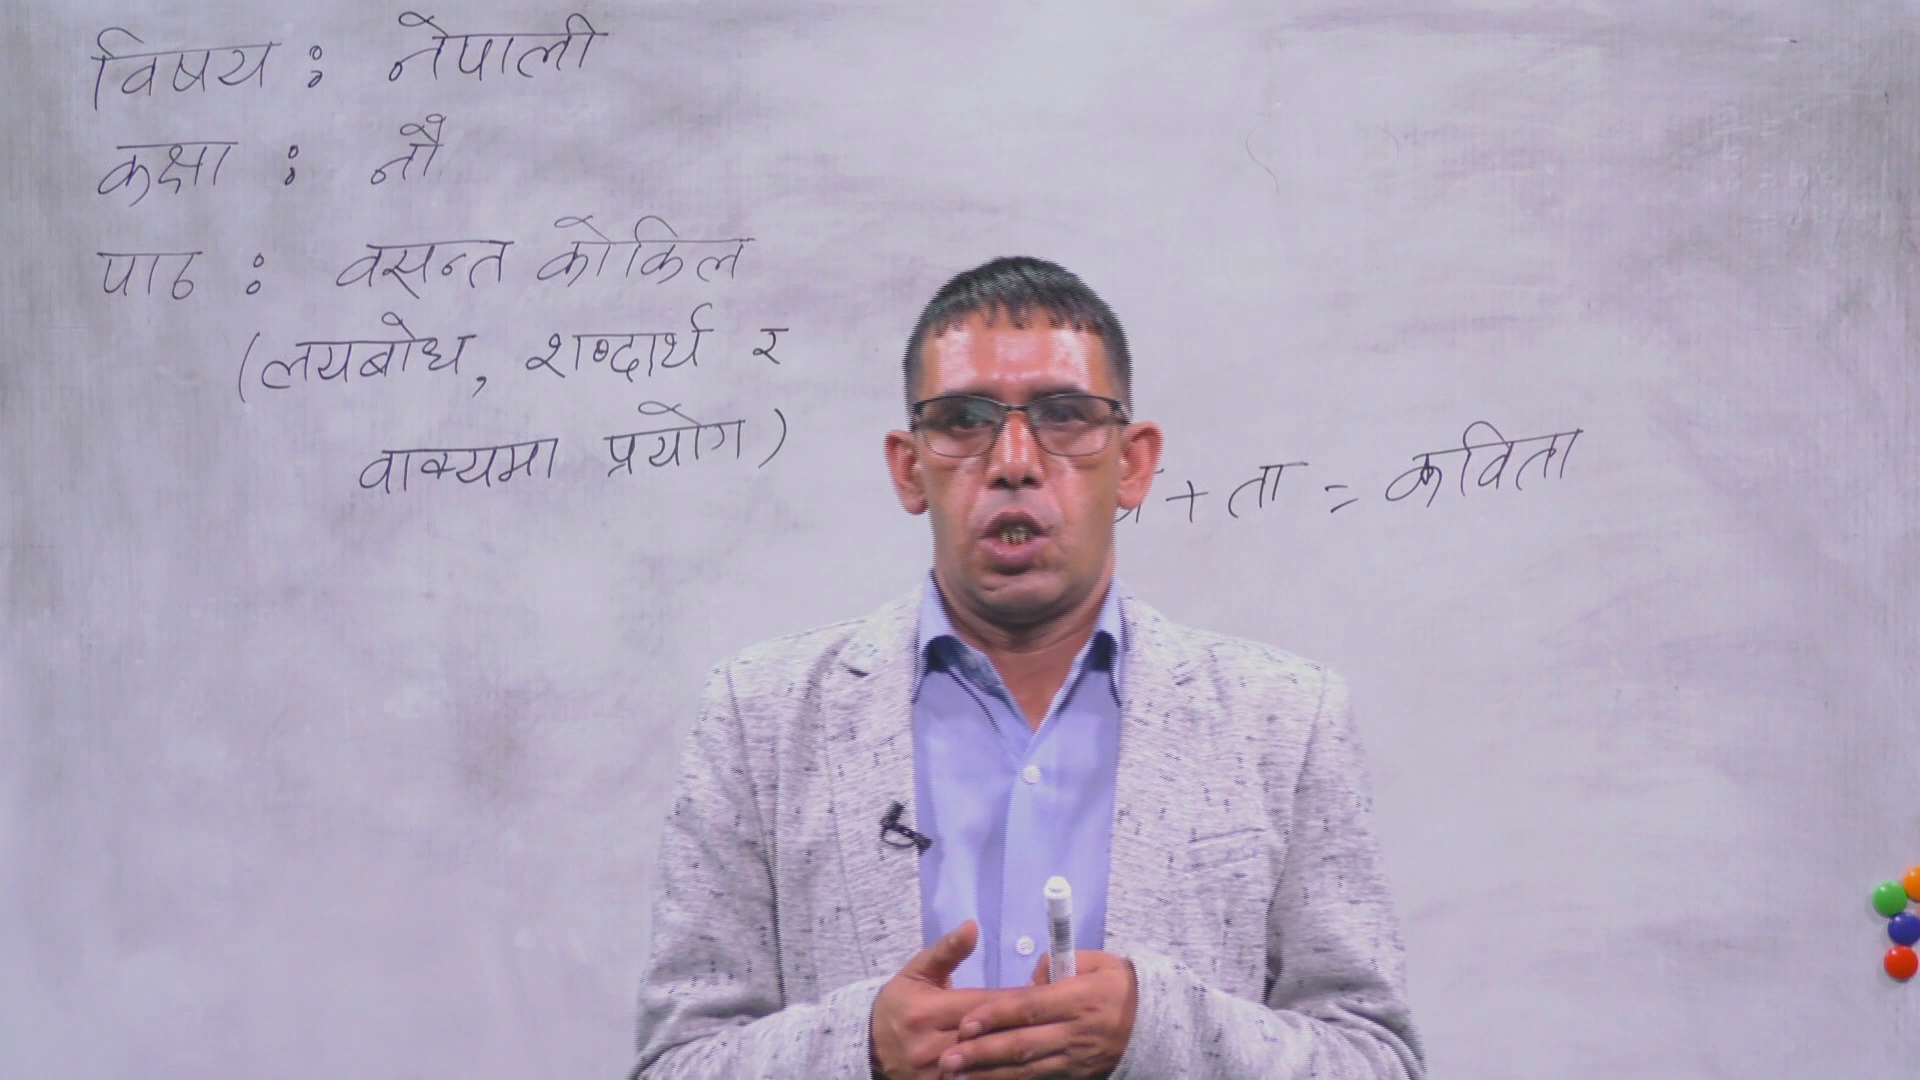 विषय : नेपाली
कक्षा : नौ
पाठ : वसन्त कोकिल
(लयबोध, शब्दार्थ र
वाक्यमा प्रयोग)
+ ता = कविता